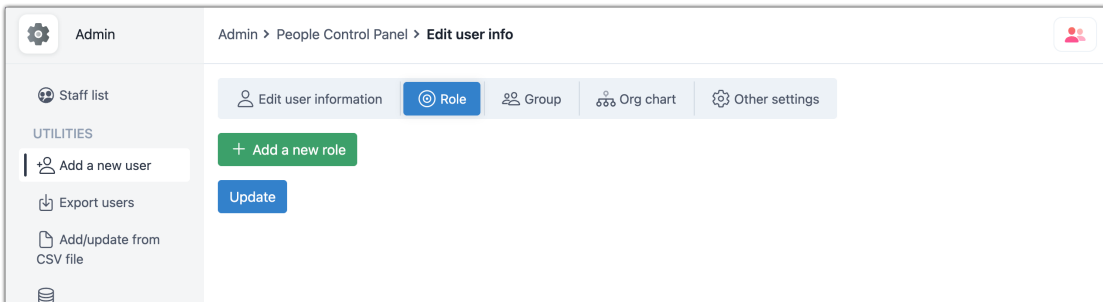 Admin
Admin > People Control Panel > Edit user info
Staff list
UTILITIES
Add a new user
Export users
Add/update from
CSV file
Edit user information
Role
Group
Org chart
Other settings
+ Add a new role
Update